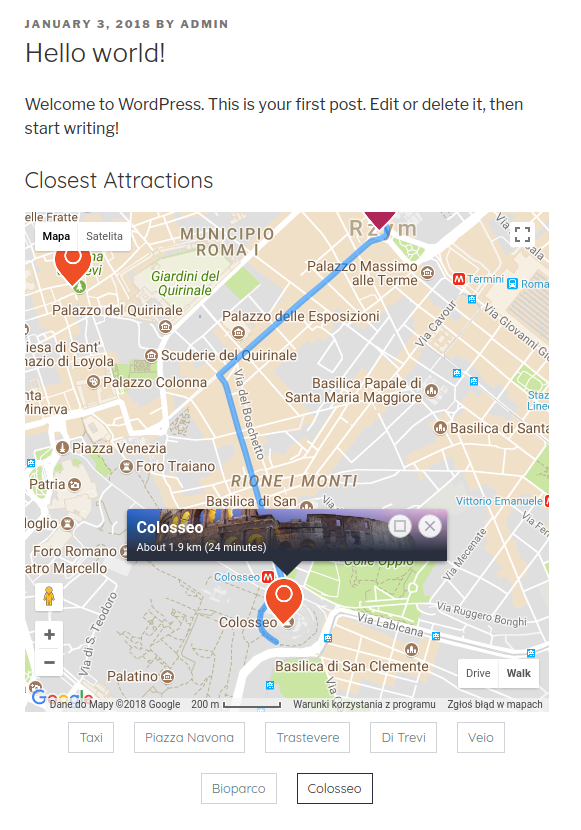 JANUARY 3, 2018 BY ADMIN
Hello world!
Welcome to WordPress. This is your first post. Edit or delete it, then
start writing!
Closest Attractions
elle Fratte
Mapa
Satelita
MUNICIPIO
ROMA I
Giardini del
Quirinale
Palazzo Massimo
alle Terme
Termini
Roma
Palazzo del Quirinale
Palazzo delle Esposizioni
Via Cavour
Via Giovanni Gi
iesa di Sant'
nazio di Loyola
Scuderie del Quirinale
Palazzo Colonna
Via del Boschetto
Basilica Papale di
Santa Maria Maggiore
Minerva
Basilica di Santa
Piazza Venezia
Foro Traiano
Patria
RIONE I MONTI
Basilica di San
Vittorio Emanuele
Colosseo
About 1.9 km (24 minutes)
Foro Romano
atro Marcello
Colle Oppio
Via Merecnate
Colosseo
Colosseo
Via Labicana
Via Ruggero Bonghi
Via di S. Teodoro
Basilica di San Clemente
Palatino
Drive
Walk
Google
Dane do Mapy ©2018 Google
200 m
Warunki korzystania z programu
Zgłoś błąd w mapach
Taxi
Piazza Navona
Trastevere
Di Trevi
Veio
Bioparco
Colosseo